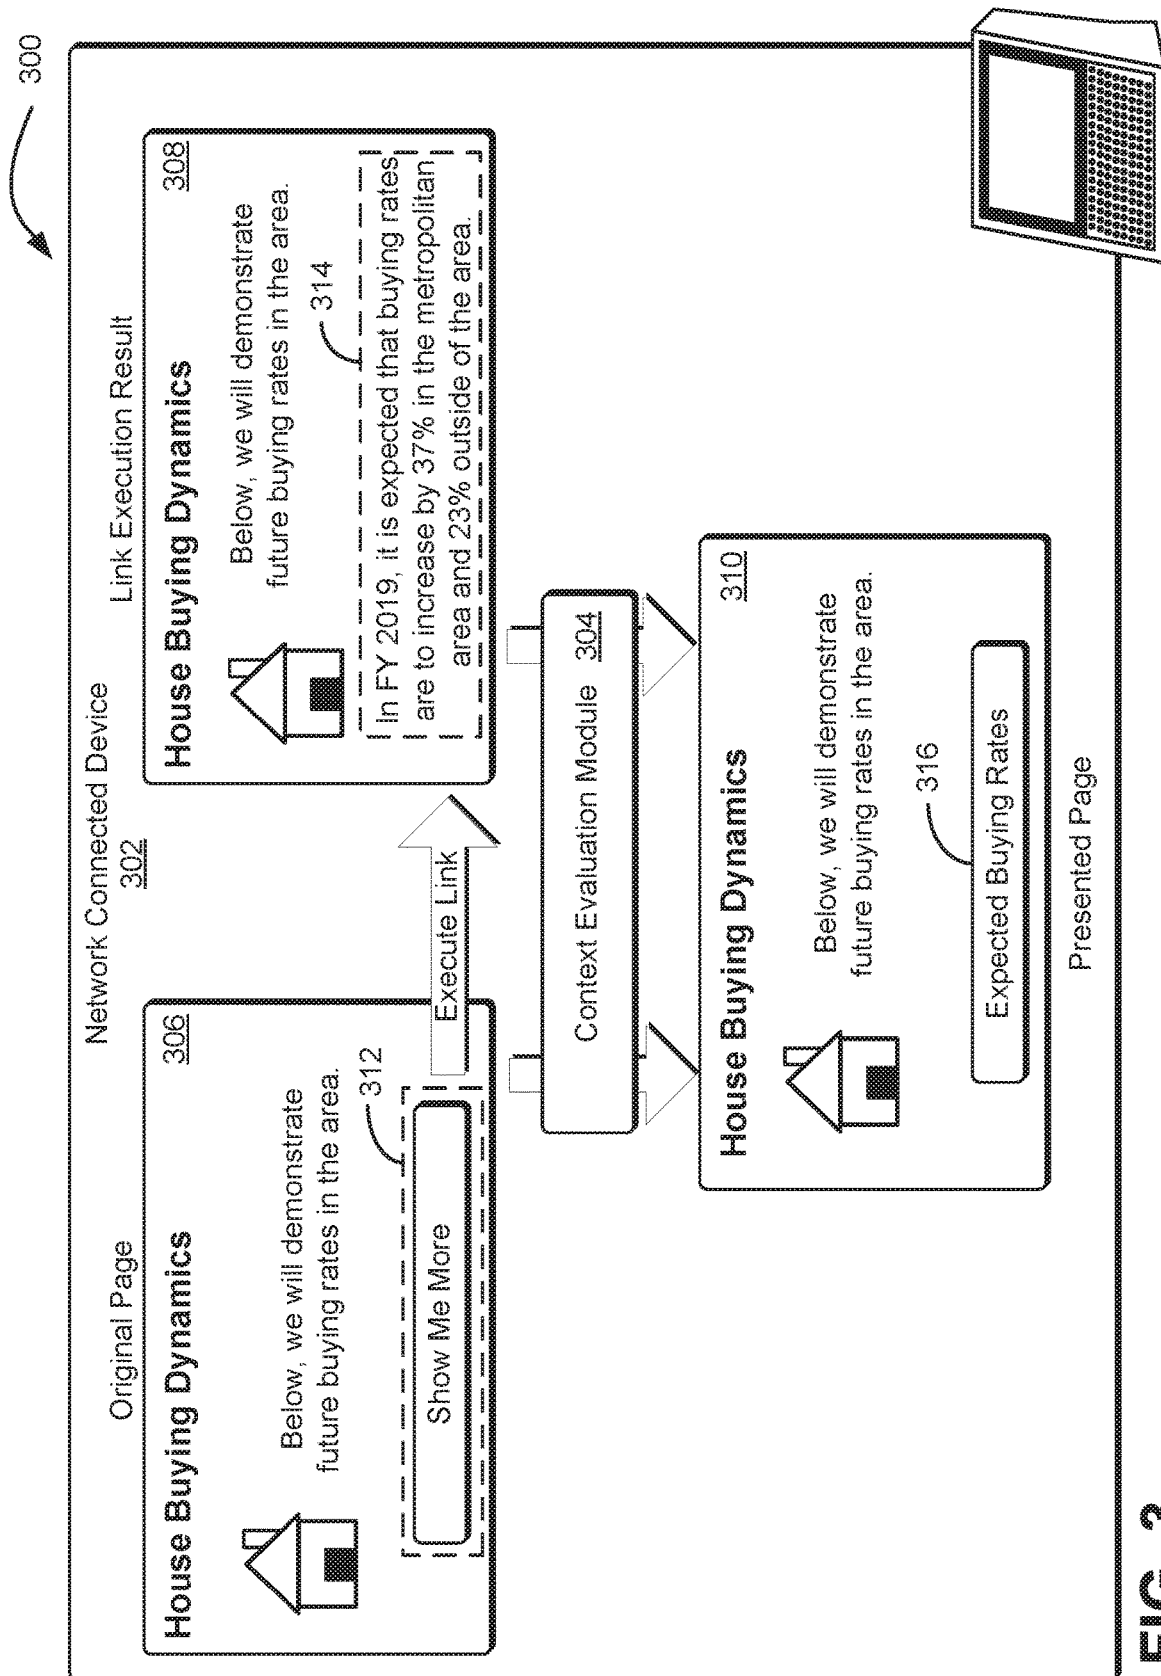 300
Network Connected Device
302
Original Page
House Buying Dynamics
306
Below, we will demonstrate
future buying rates in the area.
312
Show Me More
Execute Link
Link Execution Result
House Buying Dynamics
308
Below, we will demonstrate
future buying rates in the area.
314
In FY 2019, it is expected that buying rates
are to increase by 37% in the metropolitan
area and 23% outside of the area.
Context Evaluation Module 304
House Buying Dynamics
310
Below, we will demonstrate
future buying rates in the area.
316
Expected Buying Rates
Presented Page
FIG.